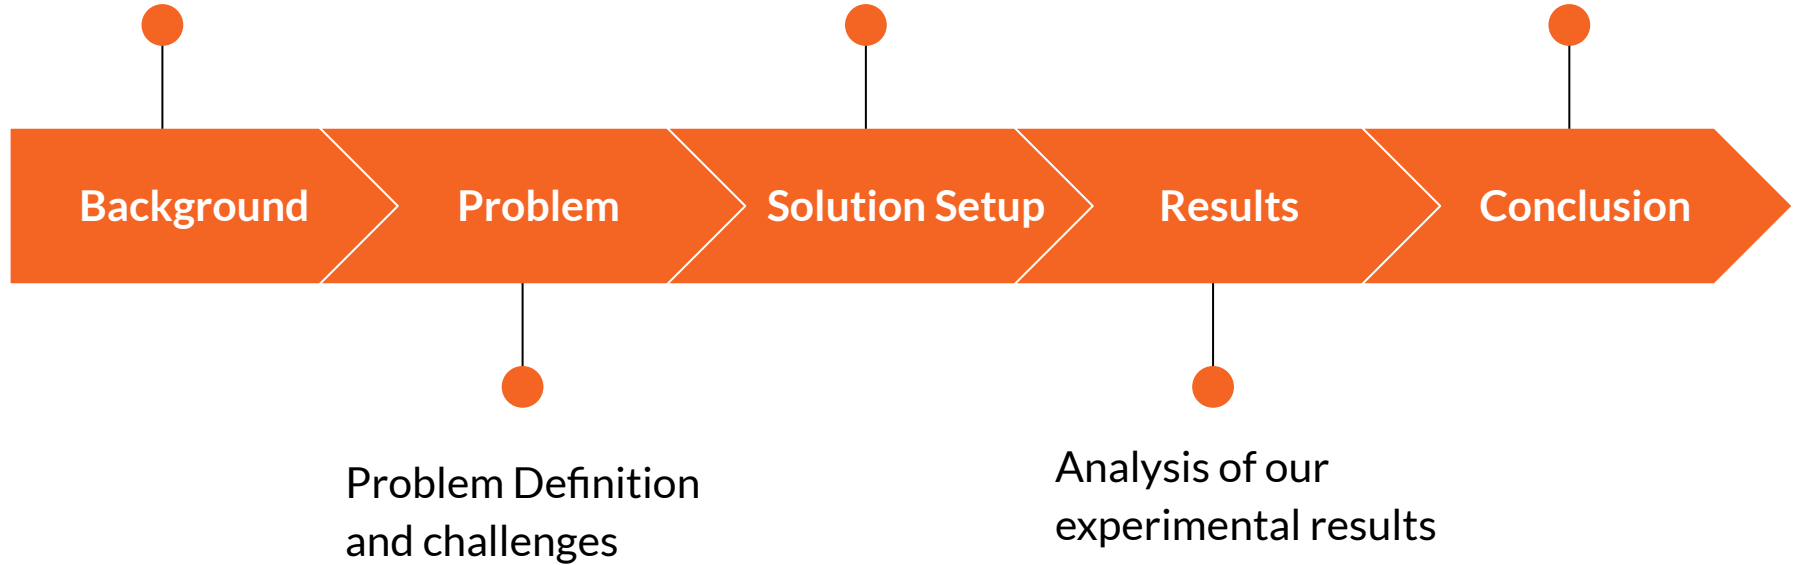 Background
Problem
Solution Setup
Results
Conclusion
Problem Definition
and challenges
Analysis of our
experimental results